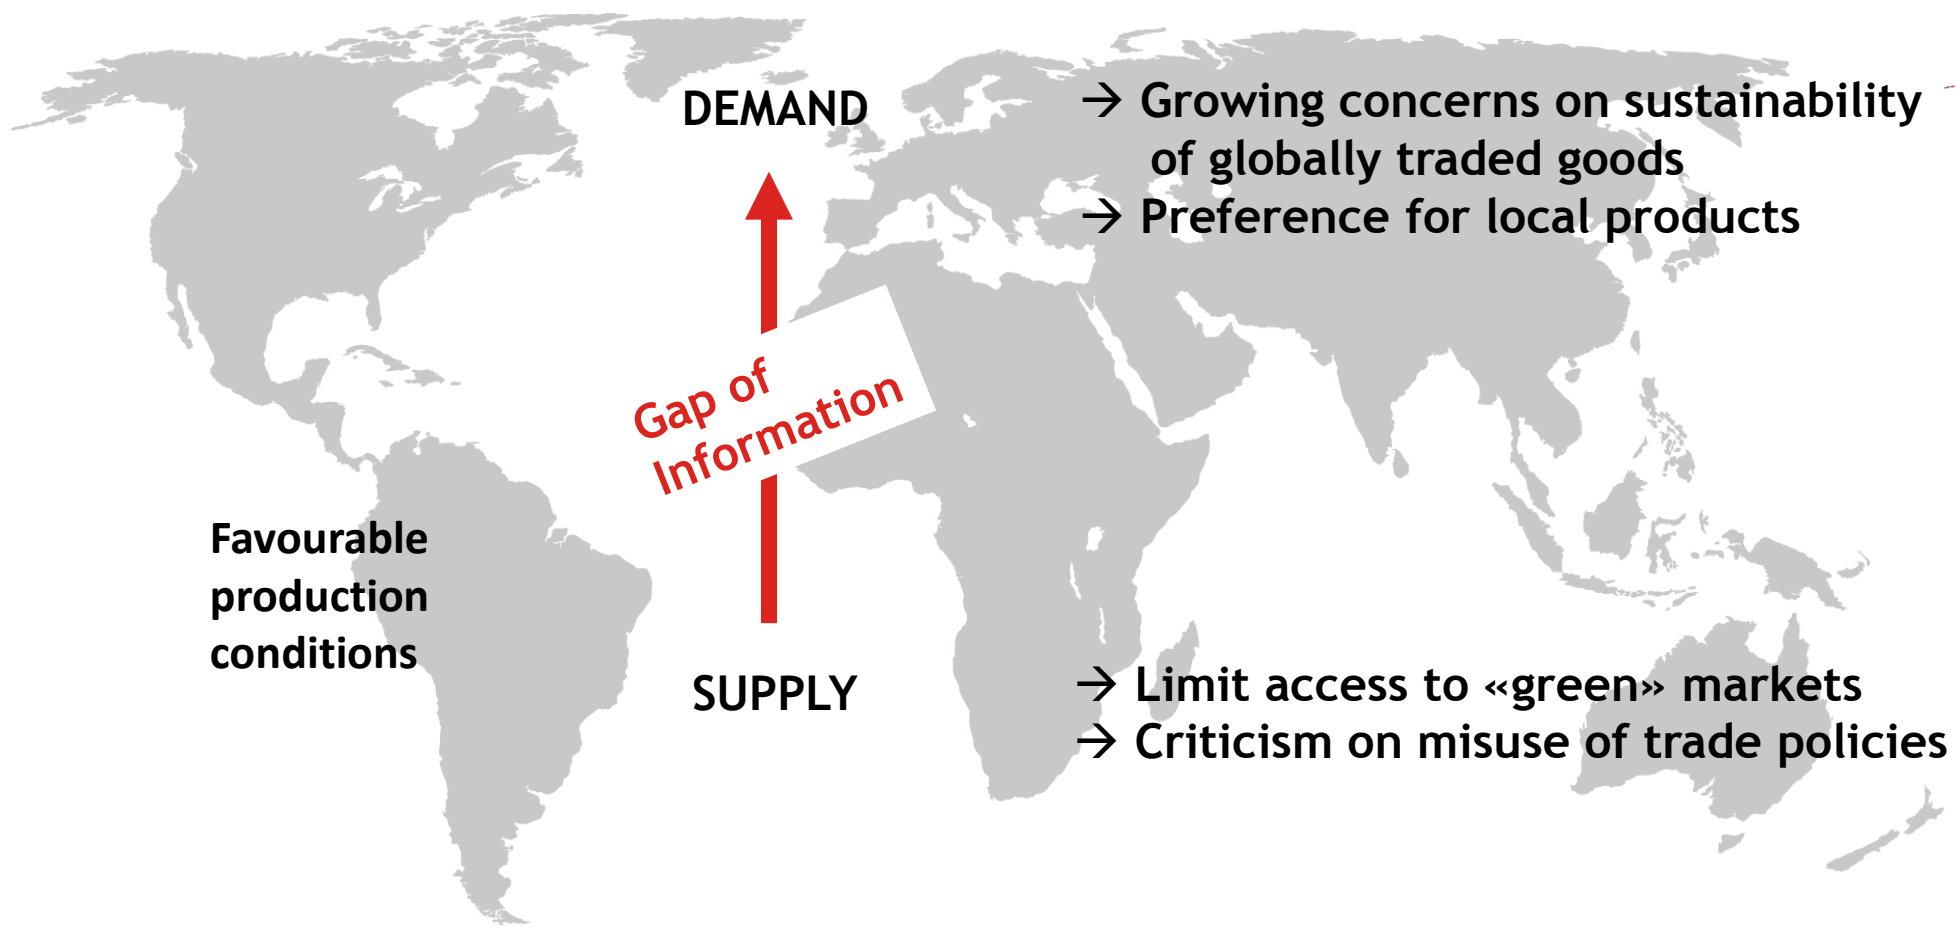 DEMAND
→ Growing concerns on sustainability
of globally traded goods
→ Preference for local products
Gap of
Information
Favourable
production
conditions
SUPPLY
→ Limit access to «green» markets
→ Criticism on misuse of trade policies